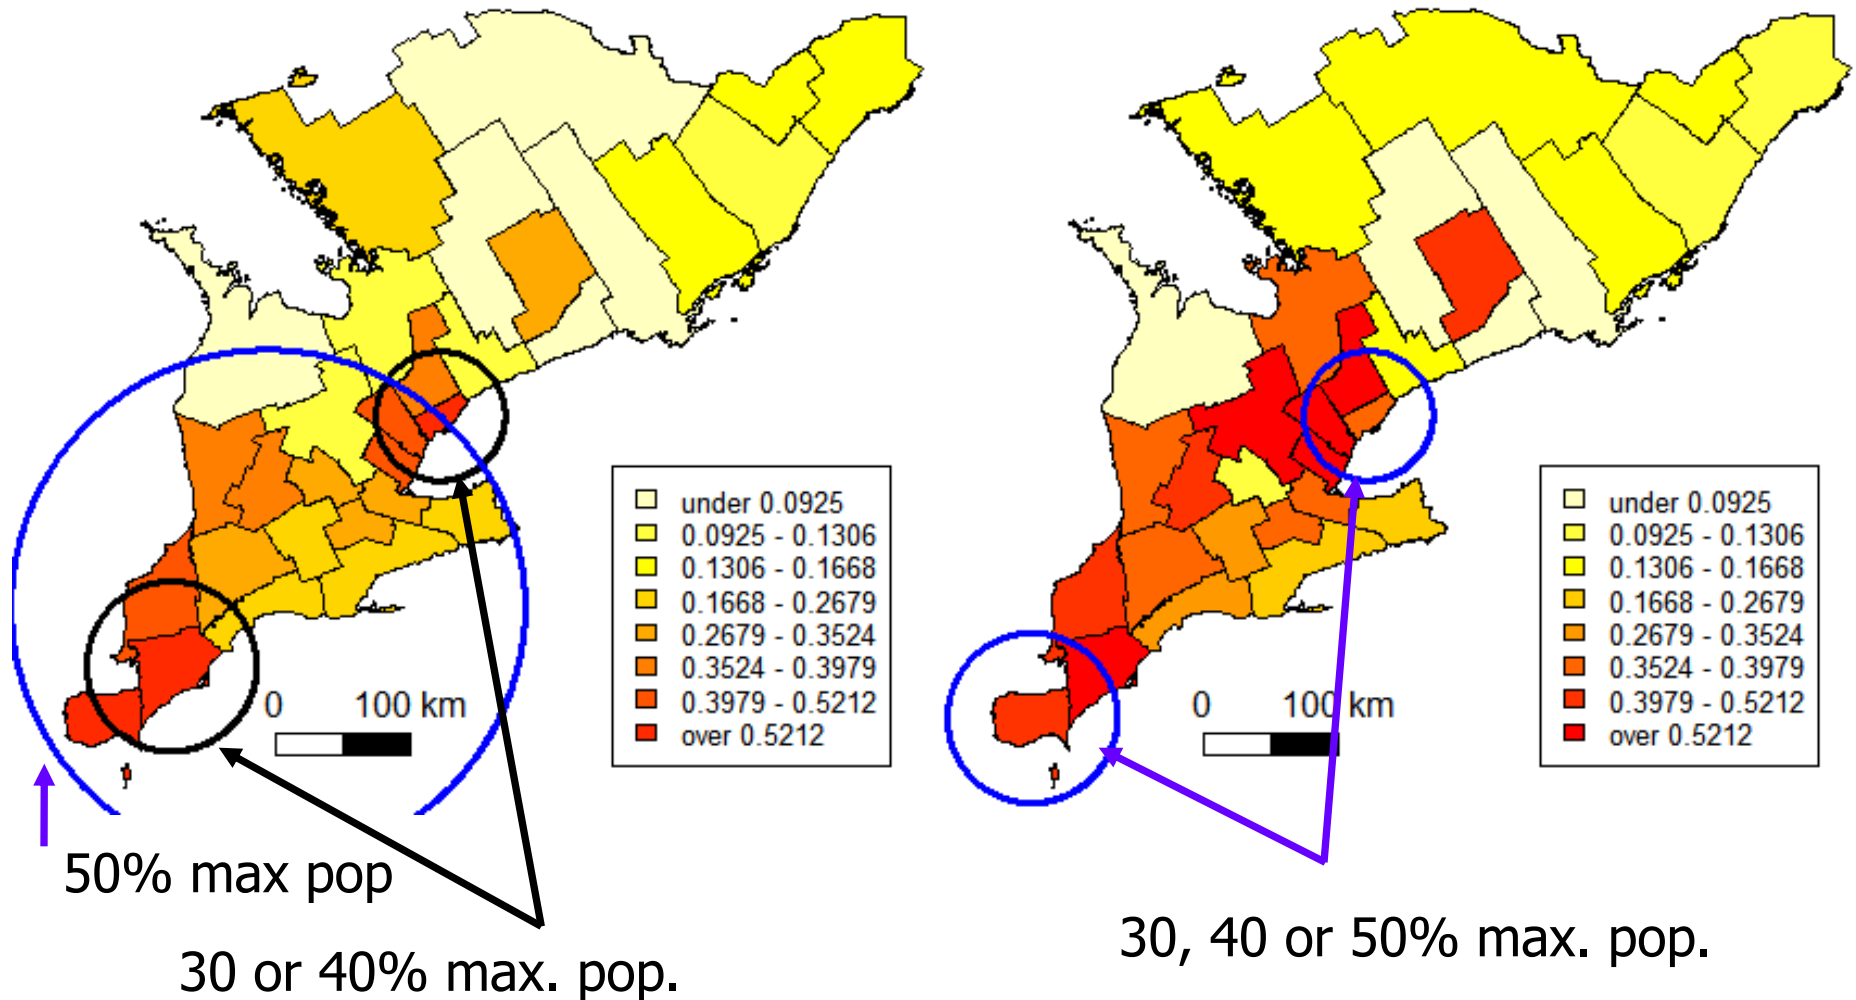 under 0.0925
0.0925 - 0.1306
0.1306 - 0.1668
0.1668 - 0.2679
0.2679 - 0.3524
0.3524 - 0.3979
0.3979 - 0.5212
over 0.5212
0 100 km
50% max pop
30 or 40% max. pop.
under 0.0925
0.0925 - 0.1306
0.1306 - 0.1668
0.1668 - 0.2679
0.2679 - 0.3524
0.3524 - 0.3979
0.3979 - 0.5212
over 0.5212
0 100 km
30, 40 or 50% max. pop.